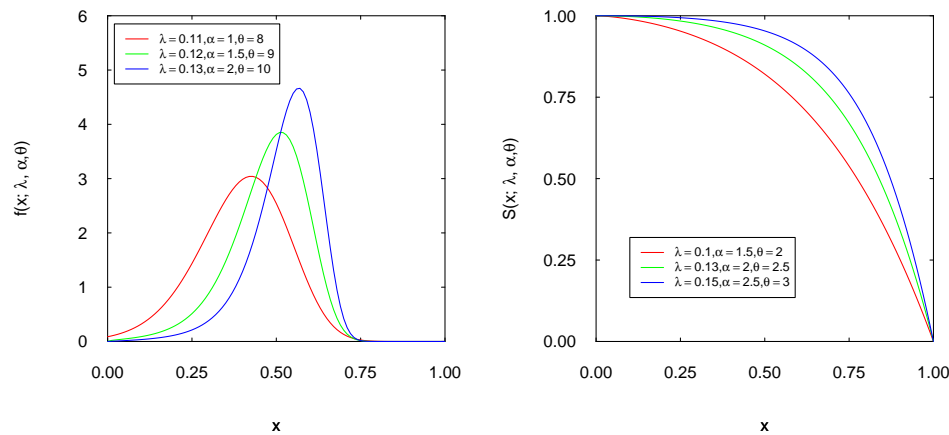 f(x; λ, α,θ)
6
5
4
3
2
1
0
λ=0.11,α=1,θ=8
λ=0.12,α=1.5,θ=9
λ=0.13,α=2,θ=10
0.00 0.25 0.50 0.75 1.00
x
S(x; λ, α,θ)
1.00
0.75
0.50
0.25
0.00
λ=0.1,α=1.5,θ=2
λ=0.13,α=2,θ=2.5
λ=0.15,α=2.5,θ=3
0.00 0.25 0.50 0.75 1.00
x